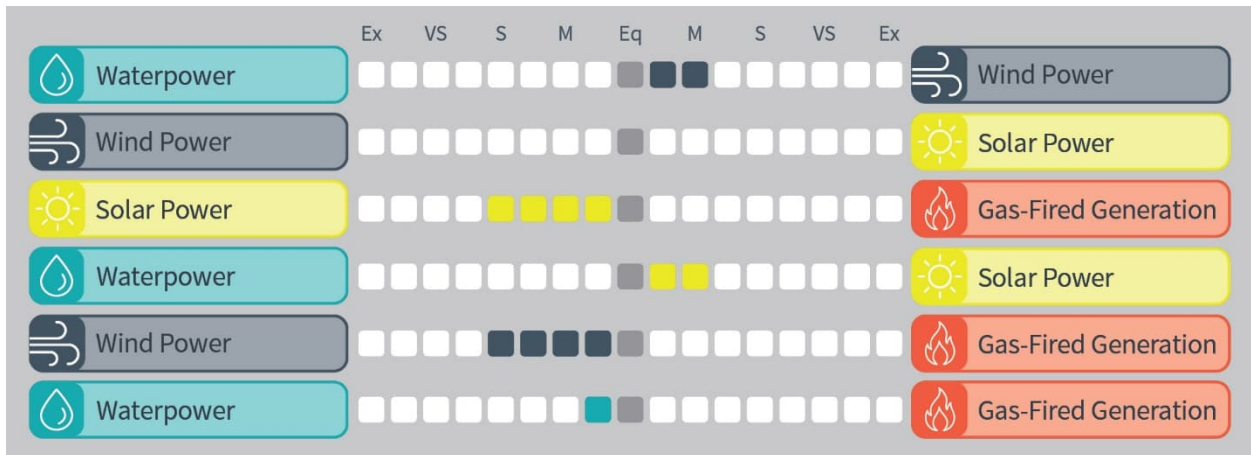 Ex VS S M Eq M S VS Ex
Waterpower Wind Power
Wind Power Solar Power
Solar Power Gas-Fired Generation
Waterpower Solar Power
Wind Power Gas-Fired Generation
Waterpower Gas-Fired Generation